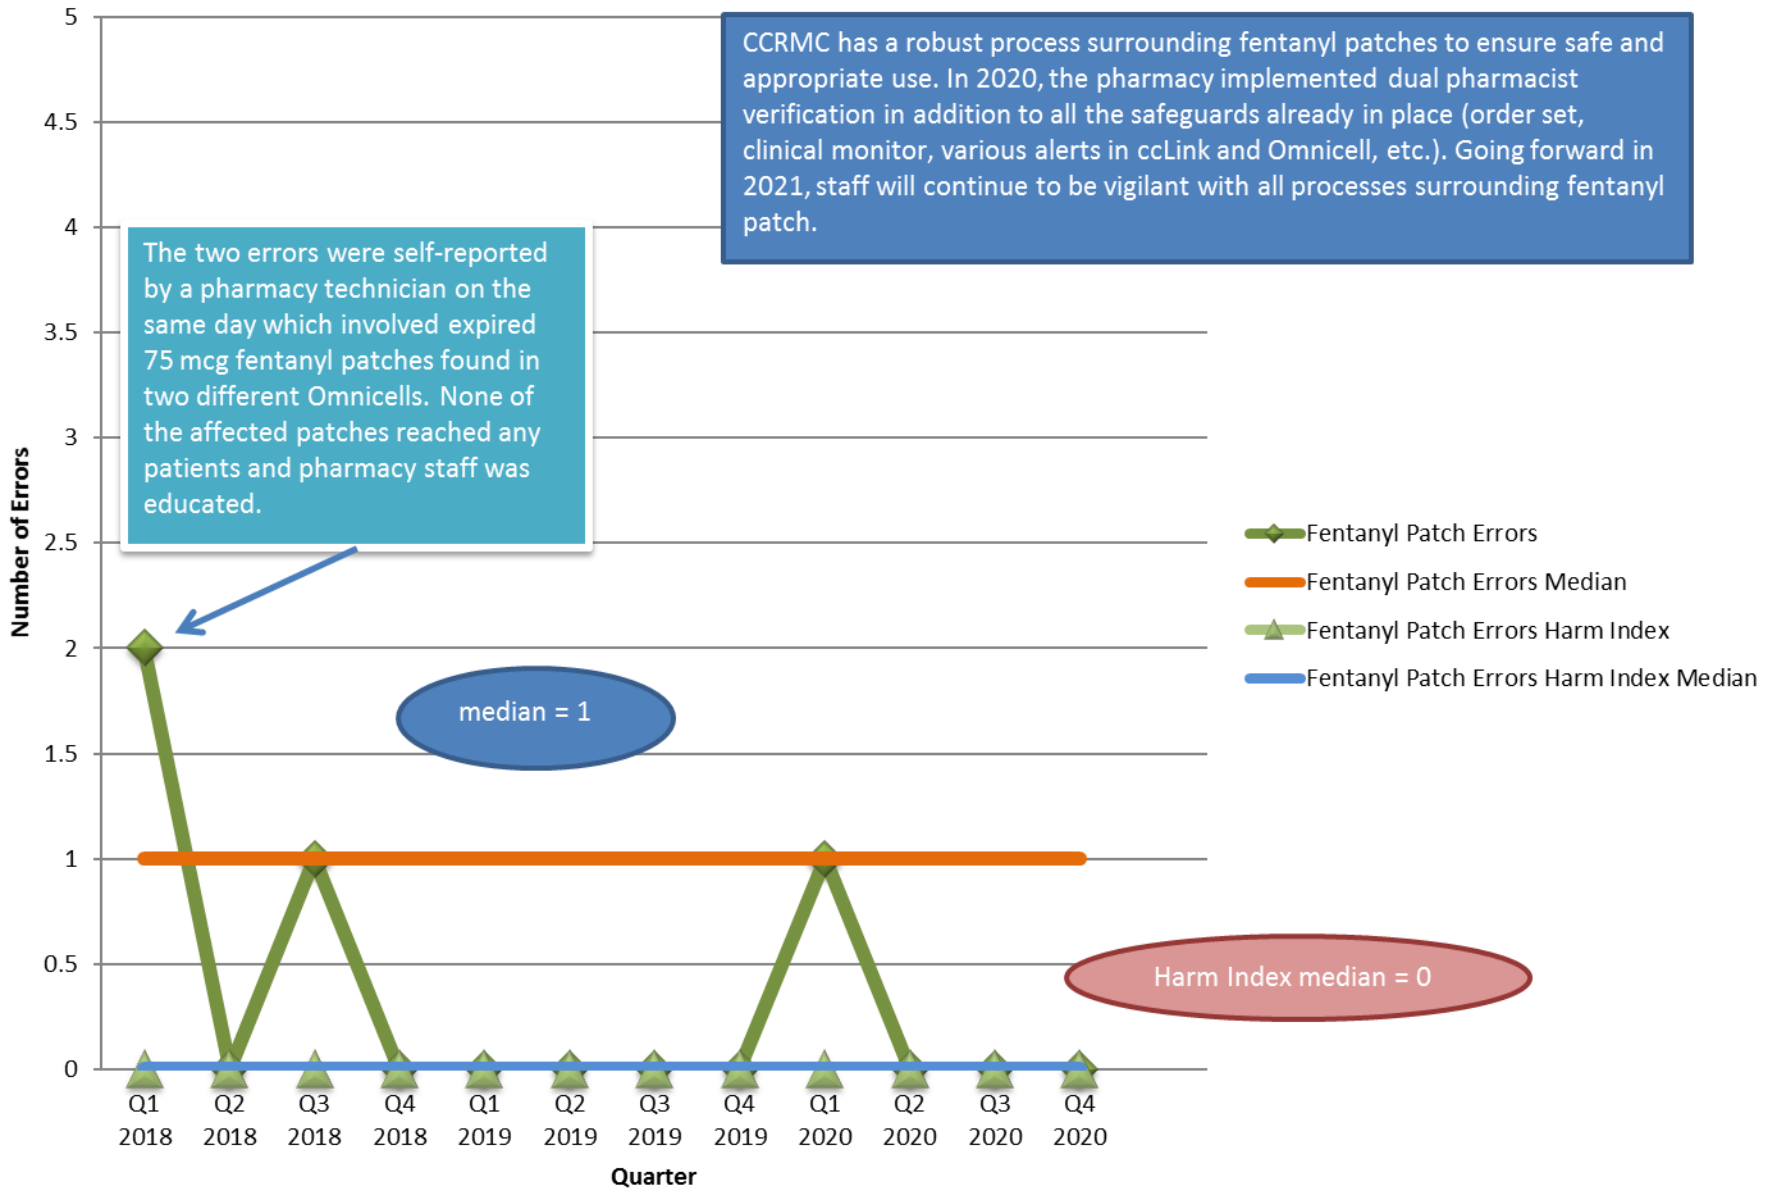 5
4.5
4
3.5
3
2.5
2
1.5
1
0.5
0
Number of Errors
CCRMC has a robust process surrounding fentanyl patches to ensure safe and
appropriate use. In 2020, the pharmacy implemented dual pharmacist
verification in addition to all the safeguards already in place (order set,
clinical monitor, various alerts in ccLink and Omnicell, etc.). Going forward in
2021, staff will continue to be vigilant with all processes surrounding fentanyl
patch.
The two errors were self-reported
by a pharmacy technician on the
same day which involved expired
75 mcg fentanyl patches found in
two different Omnicells. None of
the affected patches reached any
patients and pharmacy staff was
educated.
median = 1
Harm Index median = 0
Fentanyl Patch Errors
Fentanyl Patch Errors Median
Fentanyl Patch Errors Harm Index
Fentanyl Patch Errors Harm Index Median
Q1 Q2 Q3 Q4 Q1 Q2 Q3 Q4 Q1 Q2 Q3 Q4
2018 2018 2018 2018 2019 2019 2019 2019 2020 2020 2020 2020
Quarter